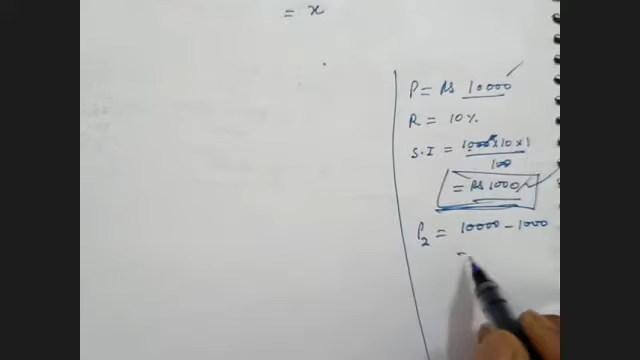 = x
P = Rs 10000
R = 10%
S.I = 10000×10×1
100
= Rs 1000
P2 = 10000 - 1000
=